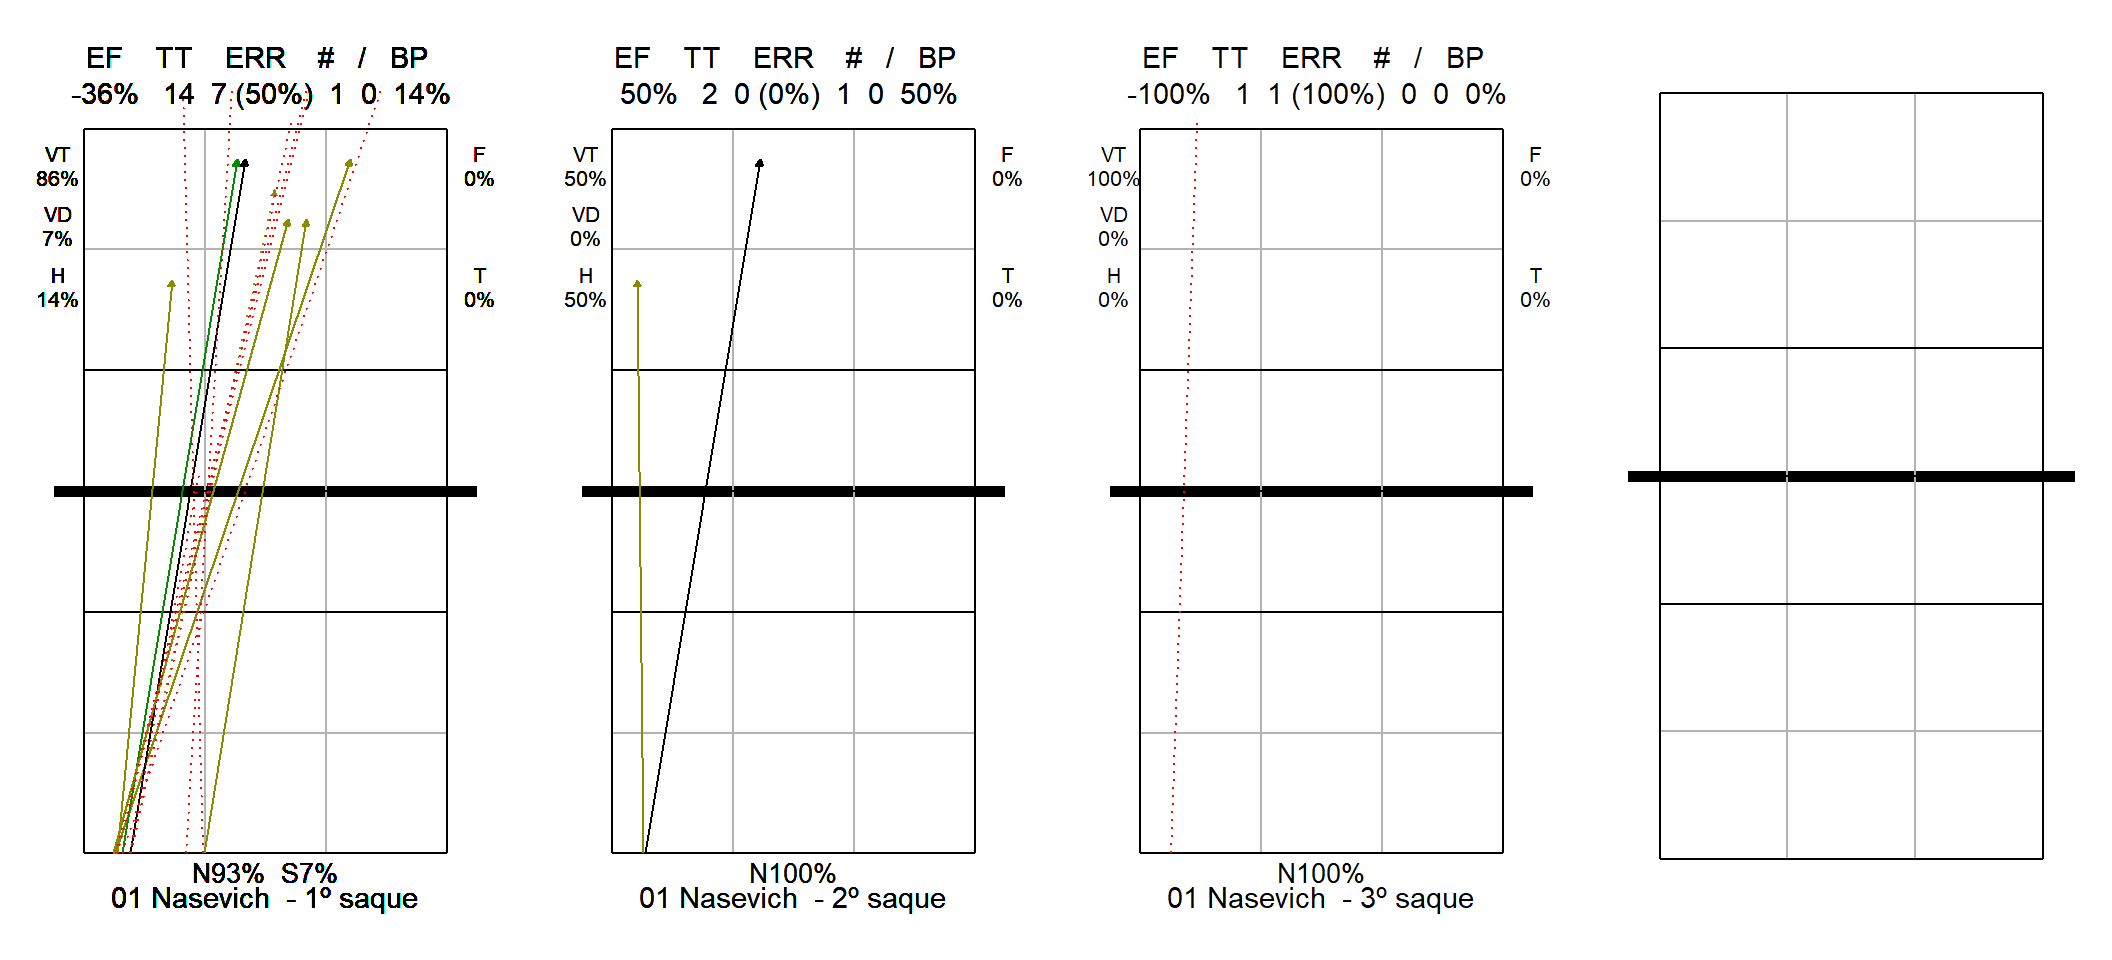 EF TT ERR # / BP
-36% 14 7 (50%) 1 0 14%
VT
86%
VD
7%
H
14%
F
0%
T
0%
N93% S7%
01 Nasevich - 1º saque
EF TT ERR # / BP
50% 2 0 (0%) 1 0 50%
VT
50%
VD
0%
H
50%
F
0%
T
0%
N100%
01 Nasevich - 2º saque
EF TT ERR # / BP
-100% 1 1 (100%) 0 0 0%
VT
100%
VD
0%
H
0%
F
0%
T
0%
N100%
01 Nasevich - 3º saque